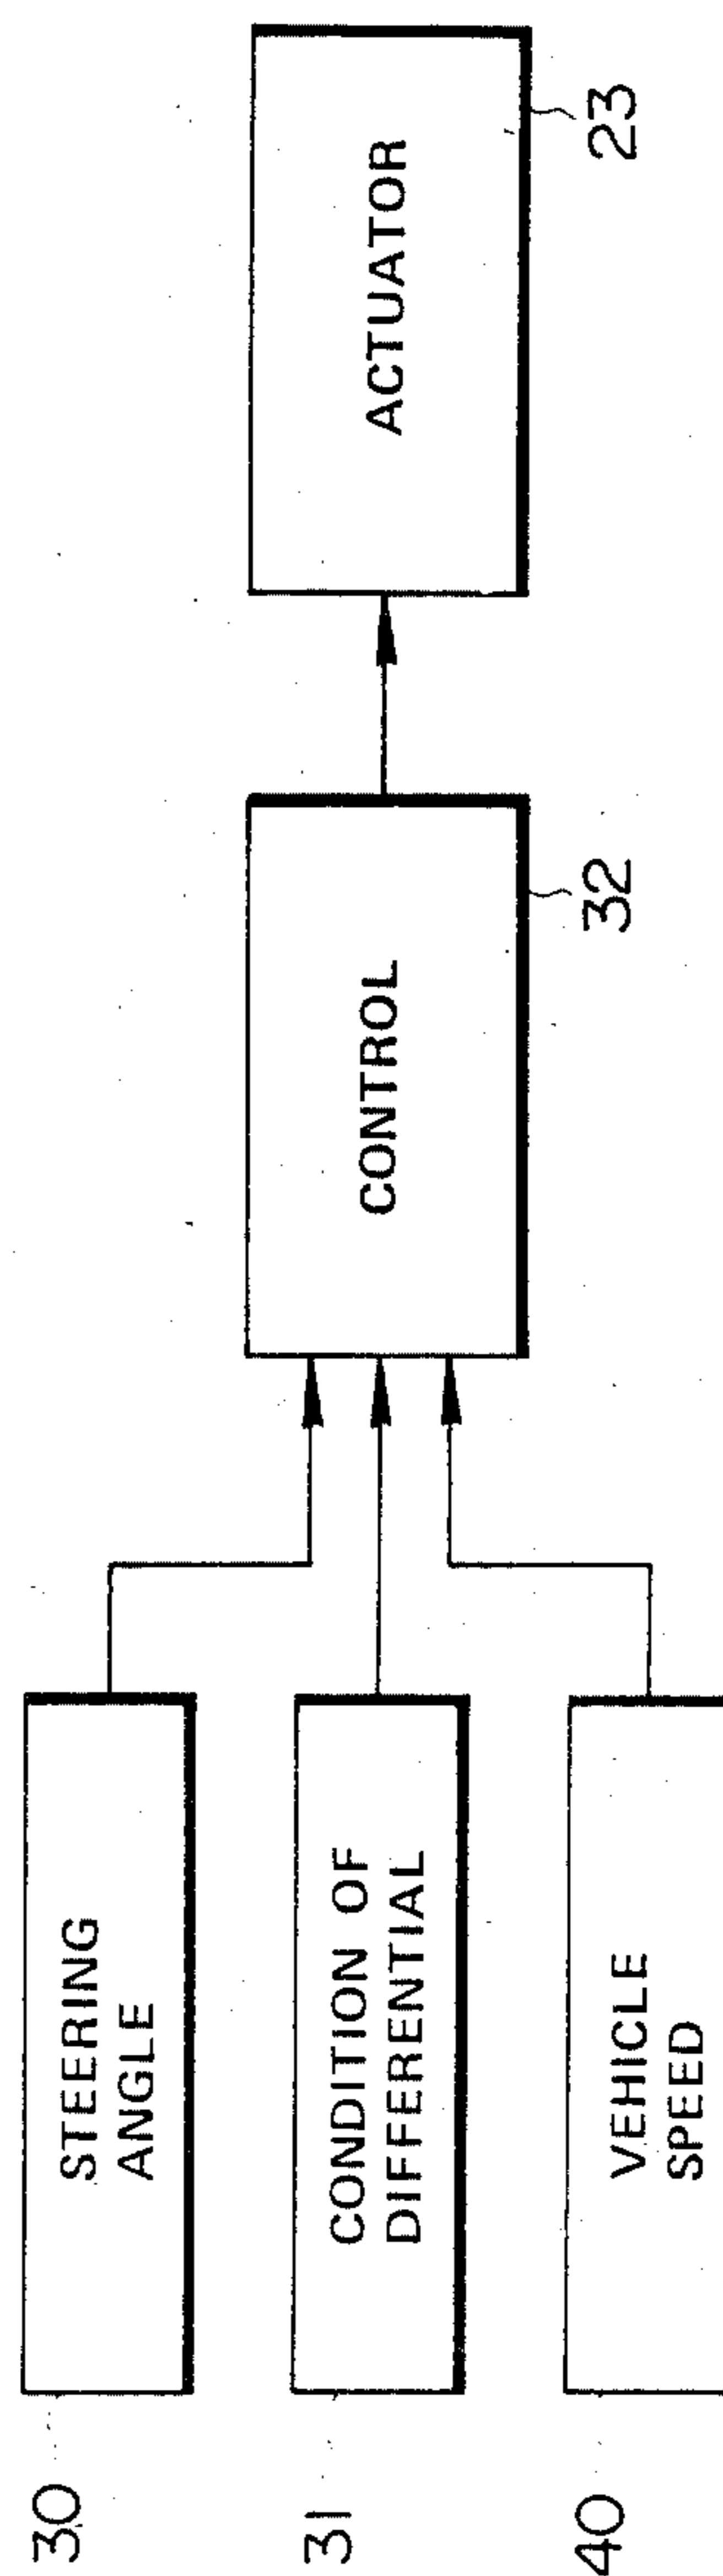 30
STEERING
ANGLE
31
CONDITION OF
DIFFERENTIAL
40
VEHICLE
SPEED
CONTROL
32
ACTUATOR
23